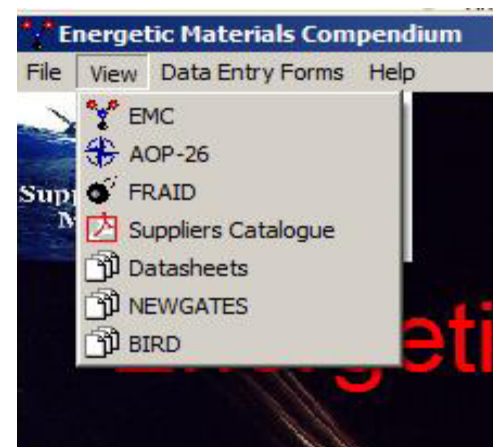 Energetic Materials Compendium
File View Data Entry Forms Help
EMC
AOP-26
FRAID
Suppliers Catalogue
Datasheets
NEWGATES
BIRD